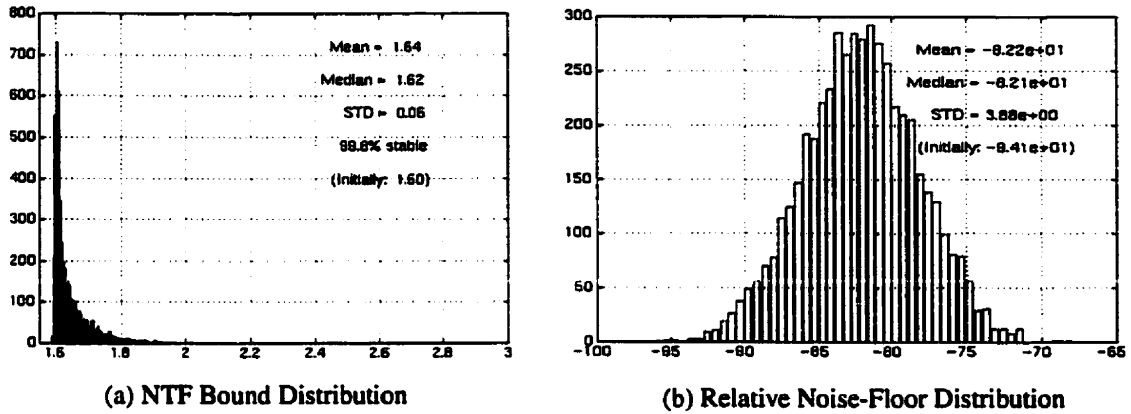 800
700
600
500
400
300
200
100
0
1.6 1.8 2 2.2 2.4 2.6 2.8 3
Mean = 1.64
Median = 1.62
STD = 0.06
99.8% stable
(Initially: 1.60)
(a) NTF Bound Distribution
300
250
200
150
100
50
0
-100 -95 -90 -85 -80 -75 -70 -65
Mean = -8.22e+01
Median = -8.21e+01
STD = 3.88e+00
(Initially: -8.41e+01)
(b) Relative Noise-Floor Distribution